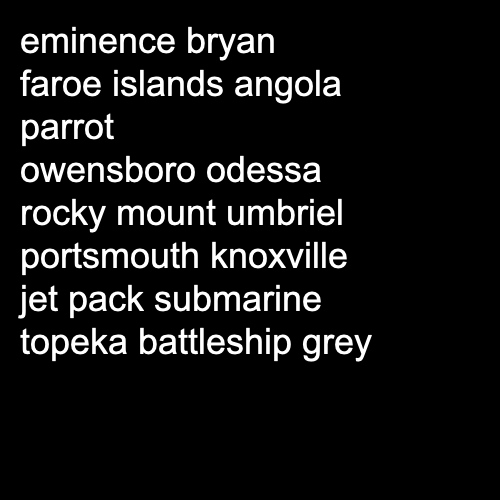 eminence bryan
faroe islands angola
parrot
owensboro odessa
rocky mount umbriel
portsmouth knoxville
jet pack submarine
topeka battleship grey